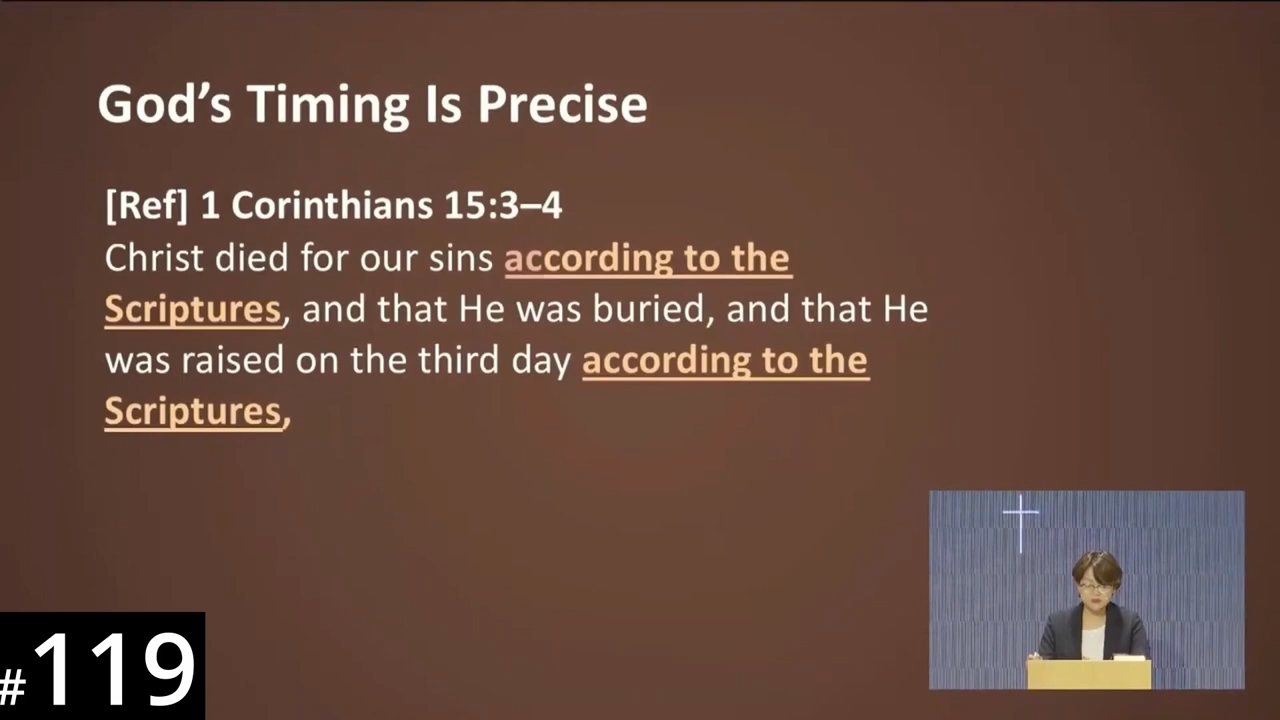 God’s Timing Is Precise
[Ref] 1 Corinthians 15:3–4
Christ died for our sins according to the
Scriptures, and that He was buried, and that He
was raised on the third day according to the
Scriptures,
#119